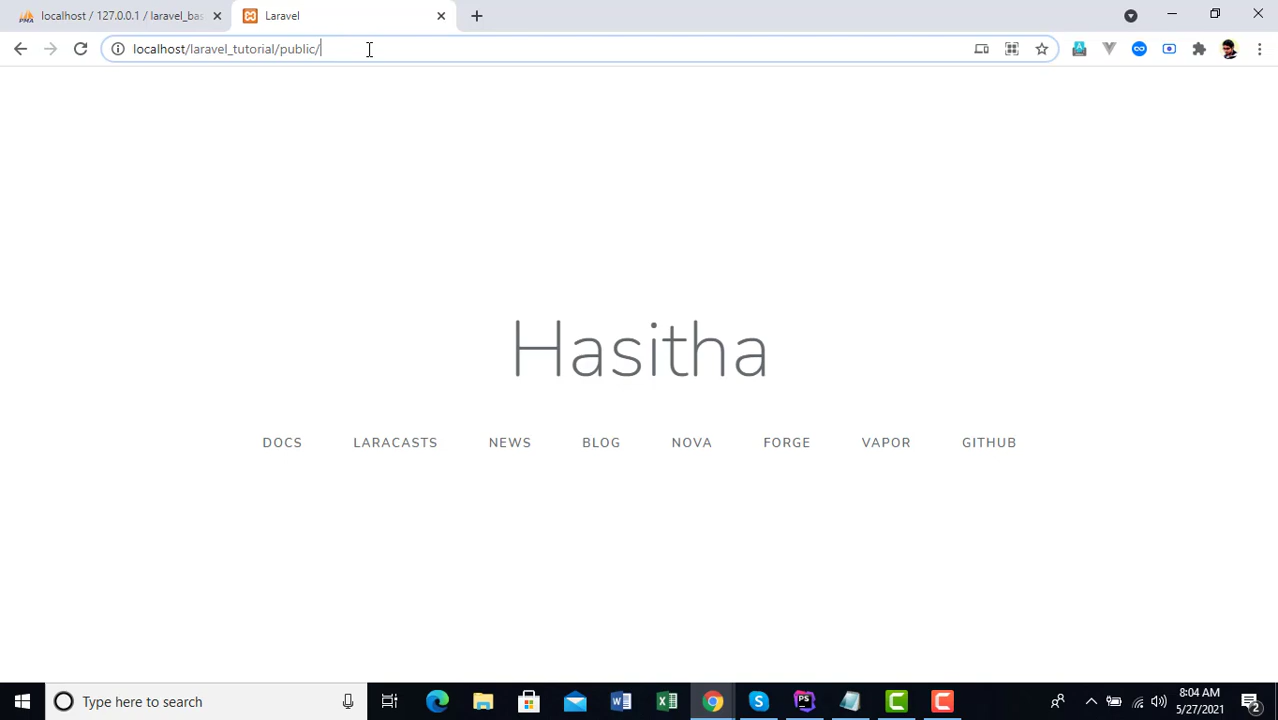 localhost / 127.0.0.1 / laravel_bas
Laravel
localhost/laravel_tutorial/public/
Hasitha
DOCS LARACASTS NEWS BLOG NOVA FORGE VAPOR GITHUB
Type here to search
8:04 AM
5/27/2021